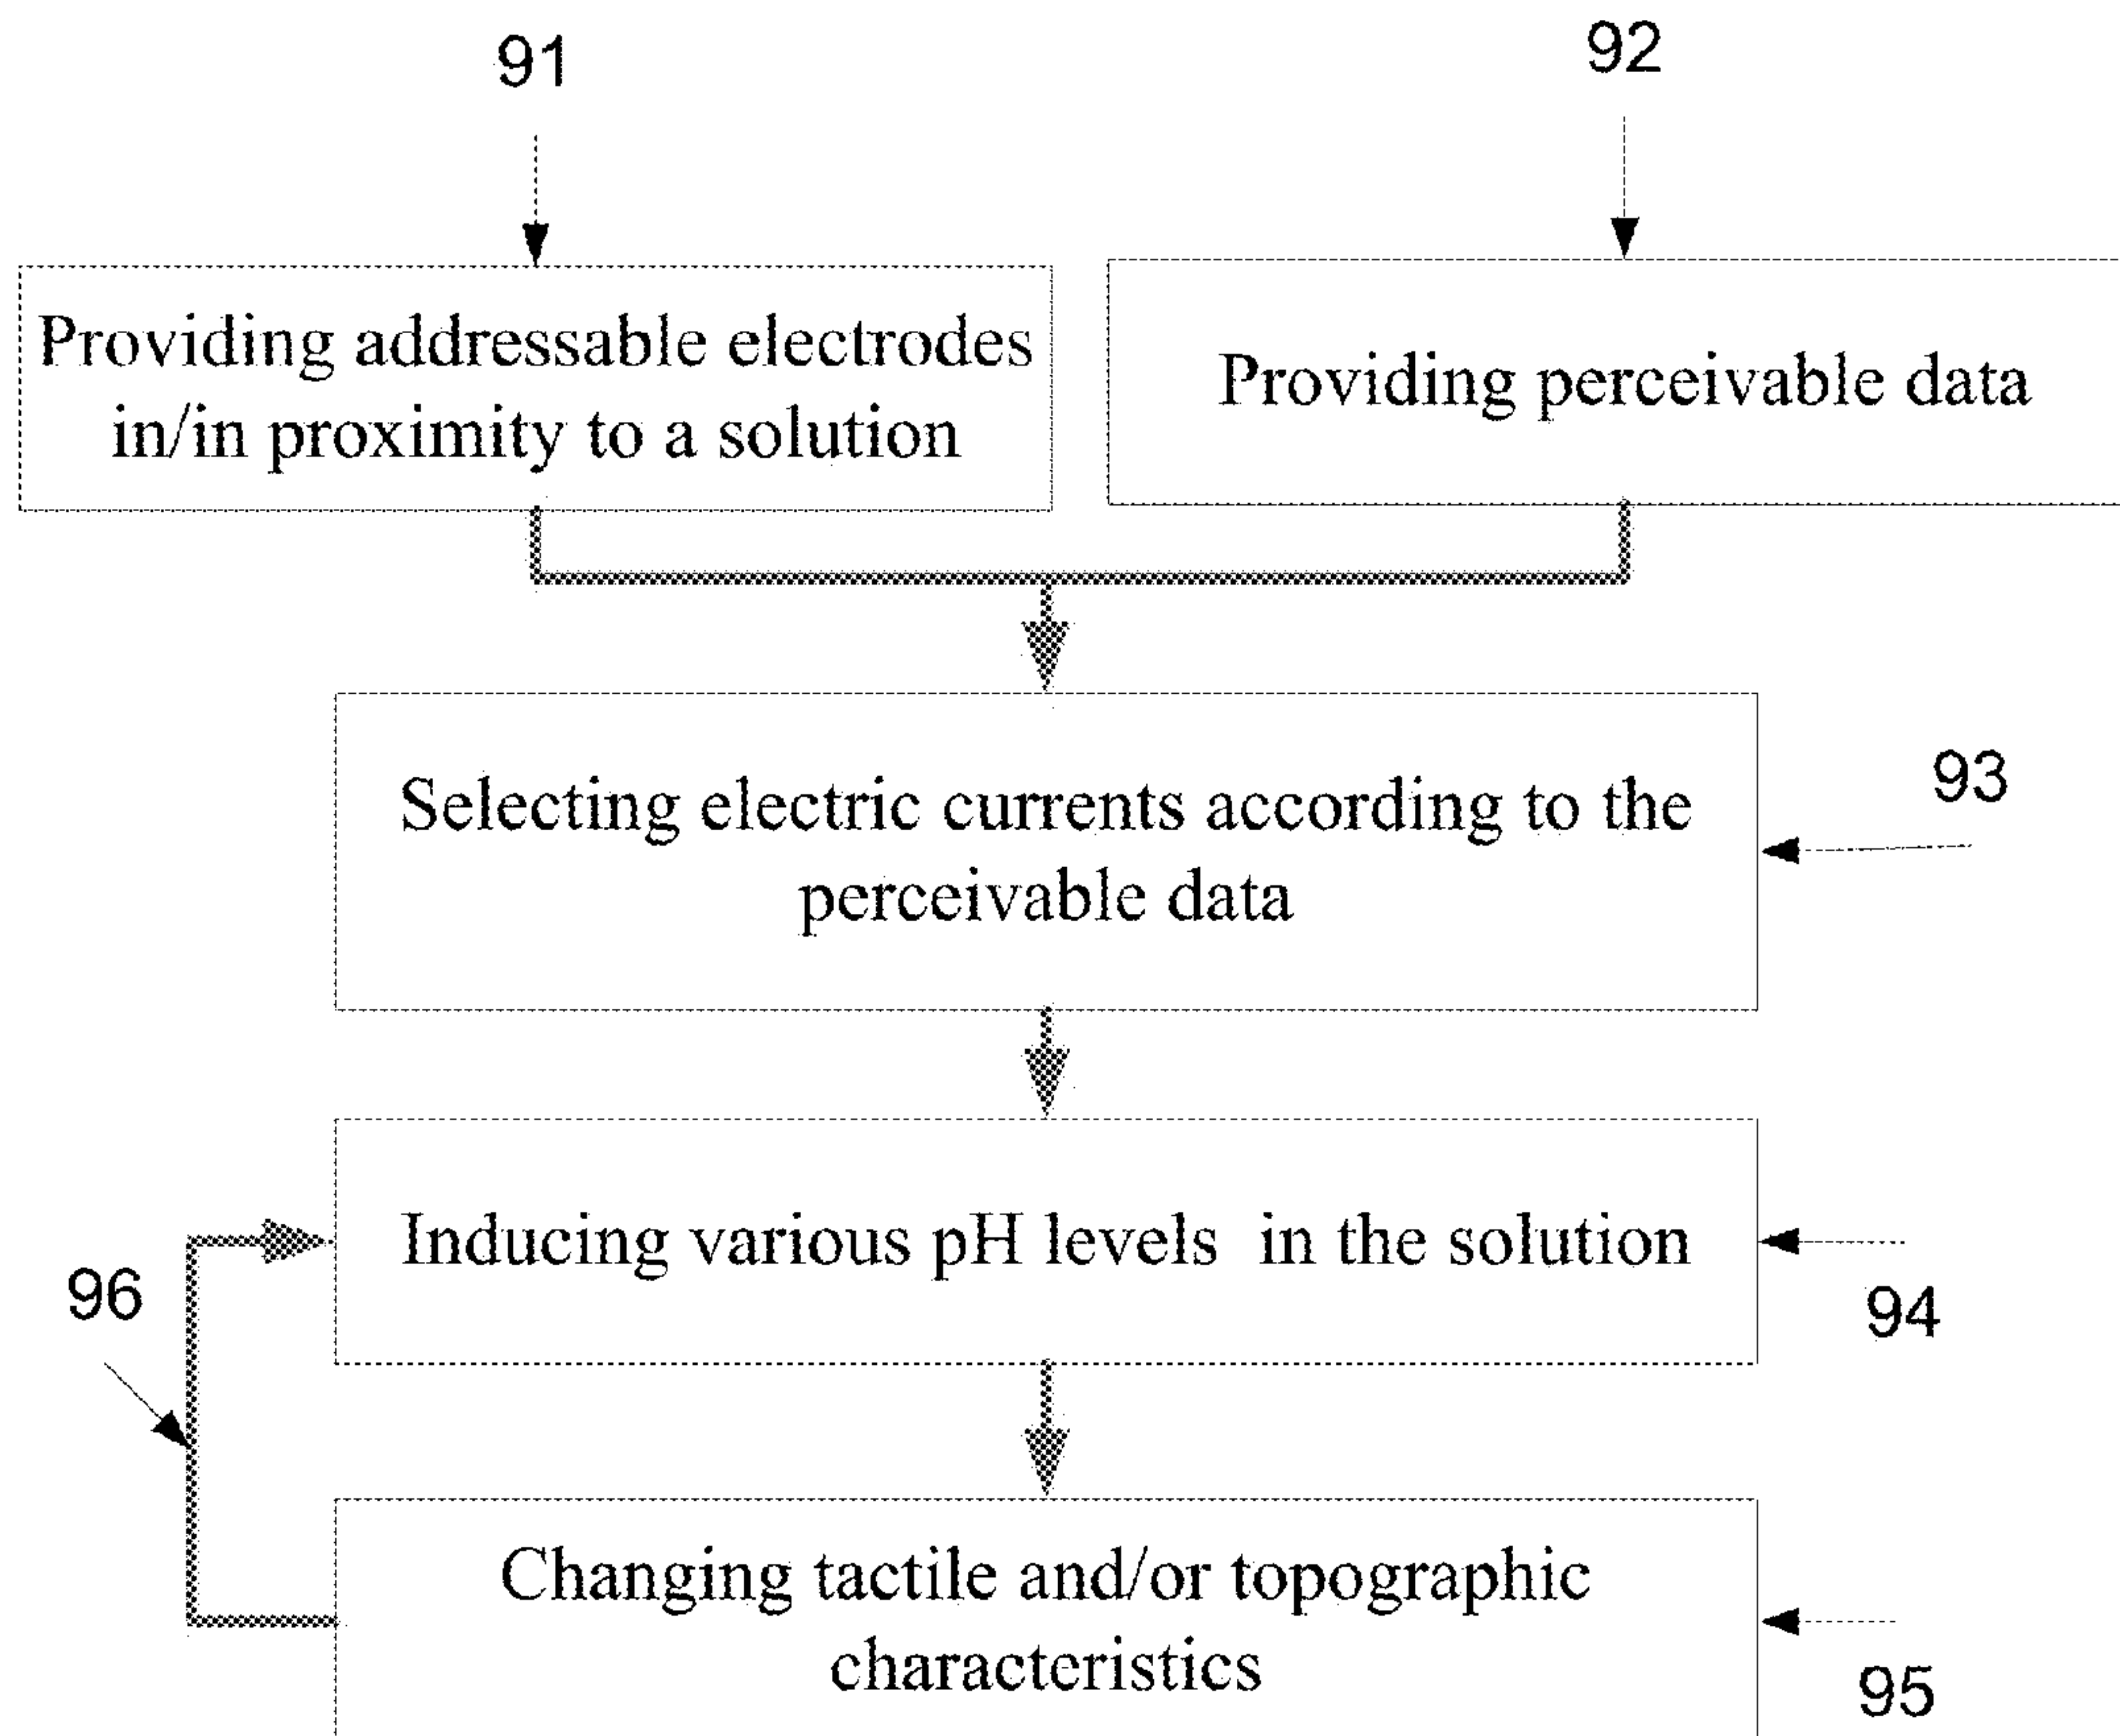 91
92
Providing addressable electrodes
in/in proximity to a solution
Providing perceivable data
Selecting electric currents according to the
perceivable data
93
Inducing various pH levels in the solution
94
96
Changing tactile and/or topographic
characteristics
95